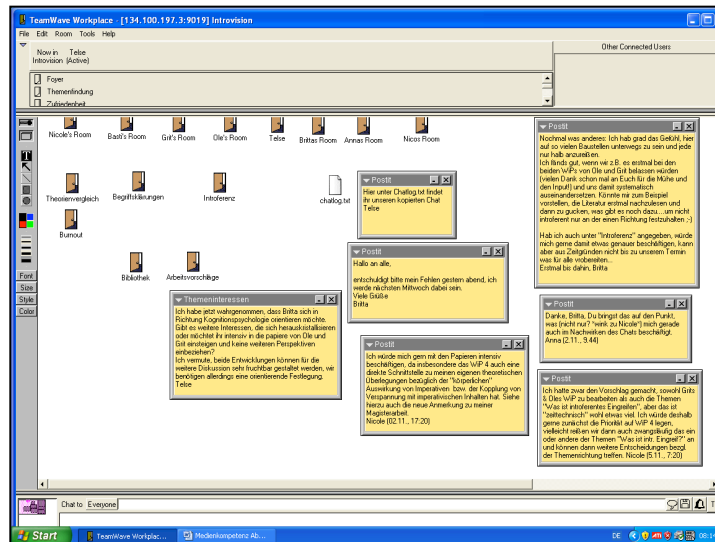 TeamWave Workplace - [134.100.197.3:9019] Introvision
File Edit Room Tools Help
Now in Telse
Introvision (Active)
Other Connected Users
Foyer
Themenfindung
Zufriedenheit
Nicole's Room
Basti's Room
Grit's Room
Ole's Room
Telse
Brittas Room
Annas Room
Nicos Room
Theorienvergleich
Begriffsklärungen
Introferenz
chatlog.txt
Burnout
Bibliothek
Arbeitsvorschläge
Font
Size
Style
Color
Postit
Hier unter Chatlog.txt findet
ihr unseren kopierten Chat
Telse
Postit
Hallo an alle,
entschuldigt bitte mein Fehlen gestern abend, ich
werde nächsten Mittwoch dabei sein.
Viele Grüße
Britta
Themeninteressen
Ich habe jetzt wahrgenommen, dass Britta sich in
Richtung Kognitionspsychologie orientieren möchte.
Gibt es weitere Interessen, die sich herauskristallisieren
oder möchtet ihr intensiv in die papiere von Ole und
Grit einsteigen und keine weiteren Perspektiven
einbeziehen?
Ich vermute, beide Entwicklungen können für die
weitere Diskussion sehr fruchtbar gestaltet werden, wir
benötigen allerdings eine orientierende Festlegung.
Telse
Postit
Ich würde mich gern mit den Papieren intensiv
beschäftigen, da insbesondere das WiP 4 auch eine
direkte Schnittstelle zu meinen eigenen theoretischen
Überlegungen bezüglich der "körperlichen"
Auswirkung von Imperativen bzw. der Kopplung von
Verspannung mit imperativischen Inhalten hat. Siehe
hierzu auch die neue Anmerkung zu meiner
Magisterarbeit.
Nicole (02.11., 17:20)
Postit
Nochmal was anderes: Ich hab grad das Gefühl, hier
auf so vielen Baustellen unterwegs zu sein und jede
nur halb anzureißen.
Ich fänds gut, wenn wir z.B. es erstmal bei den
beiden WiPs von Ole und Grit belassen würden
(vielen Dank schon mal an Euch für die Mühe und
den Input!) und uns damit systematisch
auseinandersetzen. Könnte mir zum Beispiel
vorstellen, die Literatur erstmal nachzulesen und
dann zu gucken, was gibt es noch dazu....um nicht
introferent nur an der einen Richtung festzuhalten ;-)
Hab ich auch unter "Introferenz" angegeben, würde
mich gerne damit etwas genauer beschäftigen, kann
aber aus Zeitgründen nicht bis zu unserem Termin
was für alle vrobereiten...
Erstmal bis dahin, Britta
Postit
Danke, Britta, Du bringst das auf den Punkt,
was (nicht nur? *wink zu Nicole*) mich gerade
auch im Nachwirken des Chats beschäftigt.
Anna (2.11., 9.44)
Postit
Ich hatte zwar den Vorschlag gemacht, sowohl Grits
& Oles WiP zu bearbeiten als auch die Themen
"Was ist introferentes Eingreifen", aber das ist
"zeittechnisch" wohl etwas viel. Ich würde deshalb
gerne zunächst die Priorität auf WiP 4 legen,
vielleicht reißen wir dann auch zwangsläufig das ein
oder andere der Themen "Was ist intr. Eingreif?" an
und können dann weitere Entscheidungen bezgl.
der Themenrichtung treffen. Nicole (5.11., 7:20)
Chat to Everyone
Start
TeamWave Workplac...
Medienkompetenz Ab...
DE